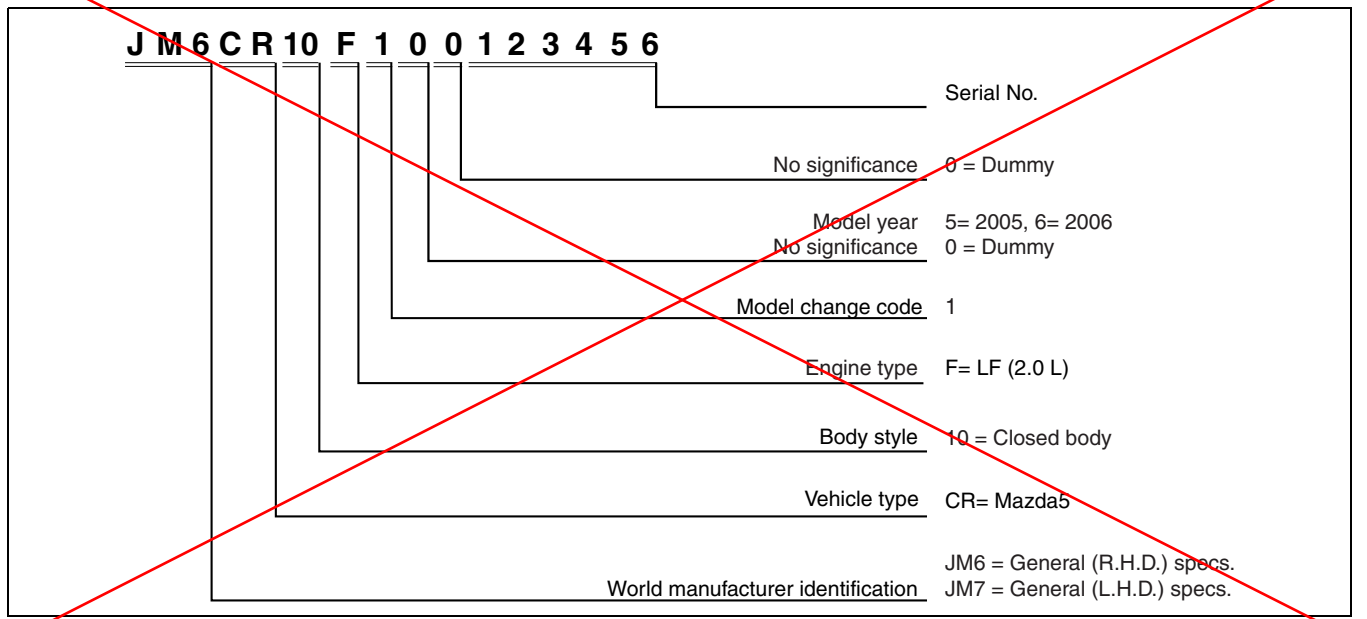 J M 6 C R 10 F 1 0 0 1 2 3 4 5 6
Serial No.
No significance 0 = Dummy
Model year 5= 2005, 6= 2006
No significance 0 = Dummy
Model change code 1
Engine type F= LF (2.0 L)
Body style 10 = Closed body
Vehicle type CR= Mazda5
JM6 = General (R.H.D.) specs.
World manufacturer identification JM7 = General (L.H.D.) specs.